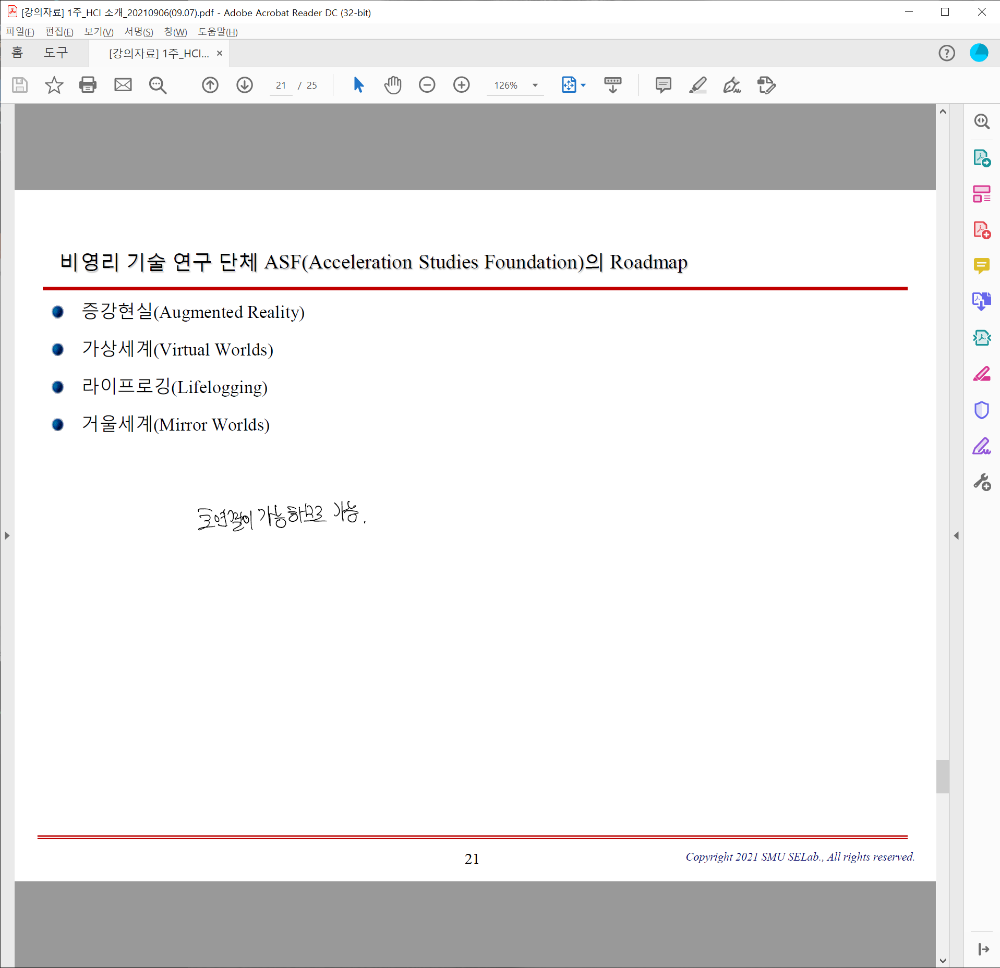 [강의자료] 1주_HCI 소개_20210906(09.07).pdf - Adobe Acrobat Reader DC (32-bit)
파일(F) 편집(E) 보기(V) 서명(S) 창(W) 도움말(H)
홈 도구 [강의자료] 1주_HCI... ×
21 / 25 126%
비영리 기술 연구 단체 ASF(Acceleration Studies Foundation)의 Roadmap
증강현실(Augmented Reality)
가상세계(Virtual Worlds)
라이프로깅(Lifelogging)
거울세계(Mirror Worlds)
가능하므로 가능.
21
Copyright 2021 SMU SELab., All rights reserved.